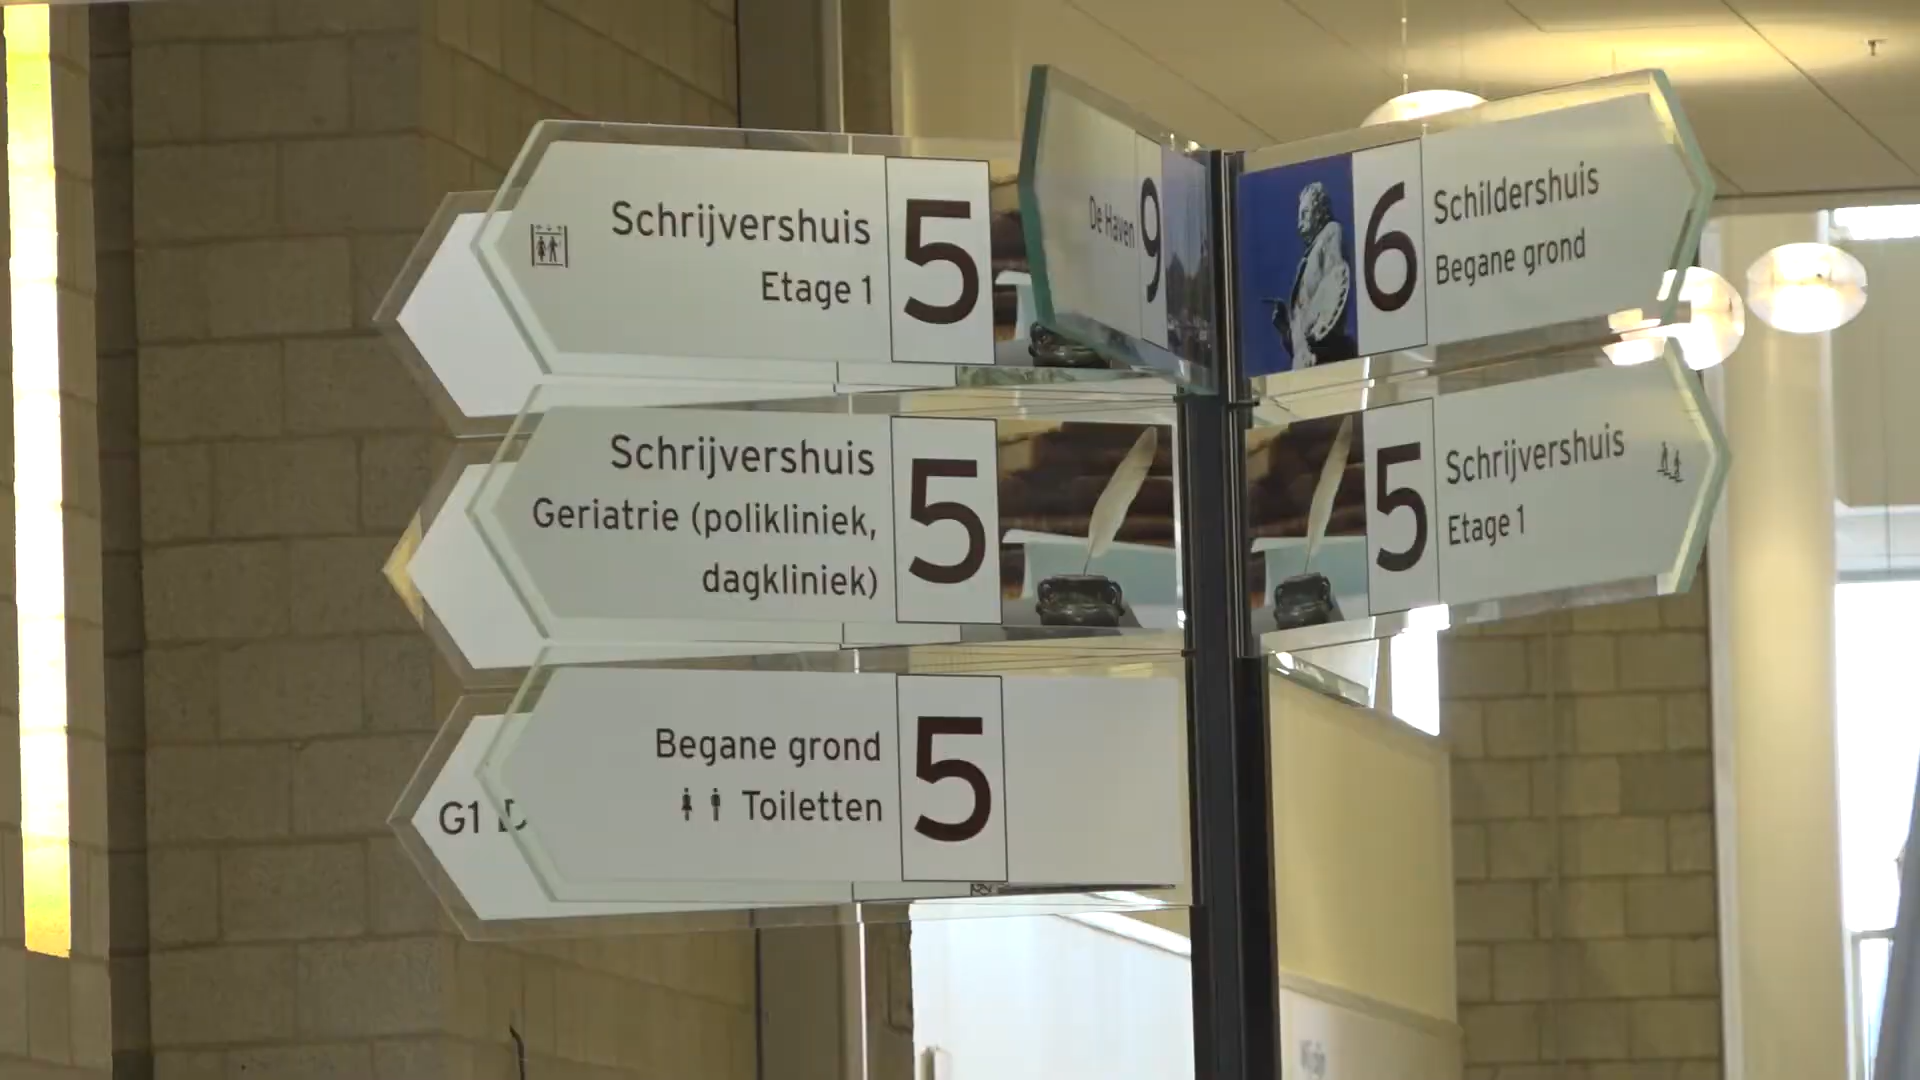 Schrijvershuis
Etage 1
5
De Haven
9
6
Schildershuis
Begane grond
Schrijvershuis
Geriatrie (polikliniek,
dagkliniek)
5
5
Schrijvershuis
Etage 1
Begane grond
Toiletten
5
G1